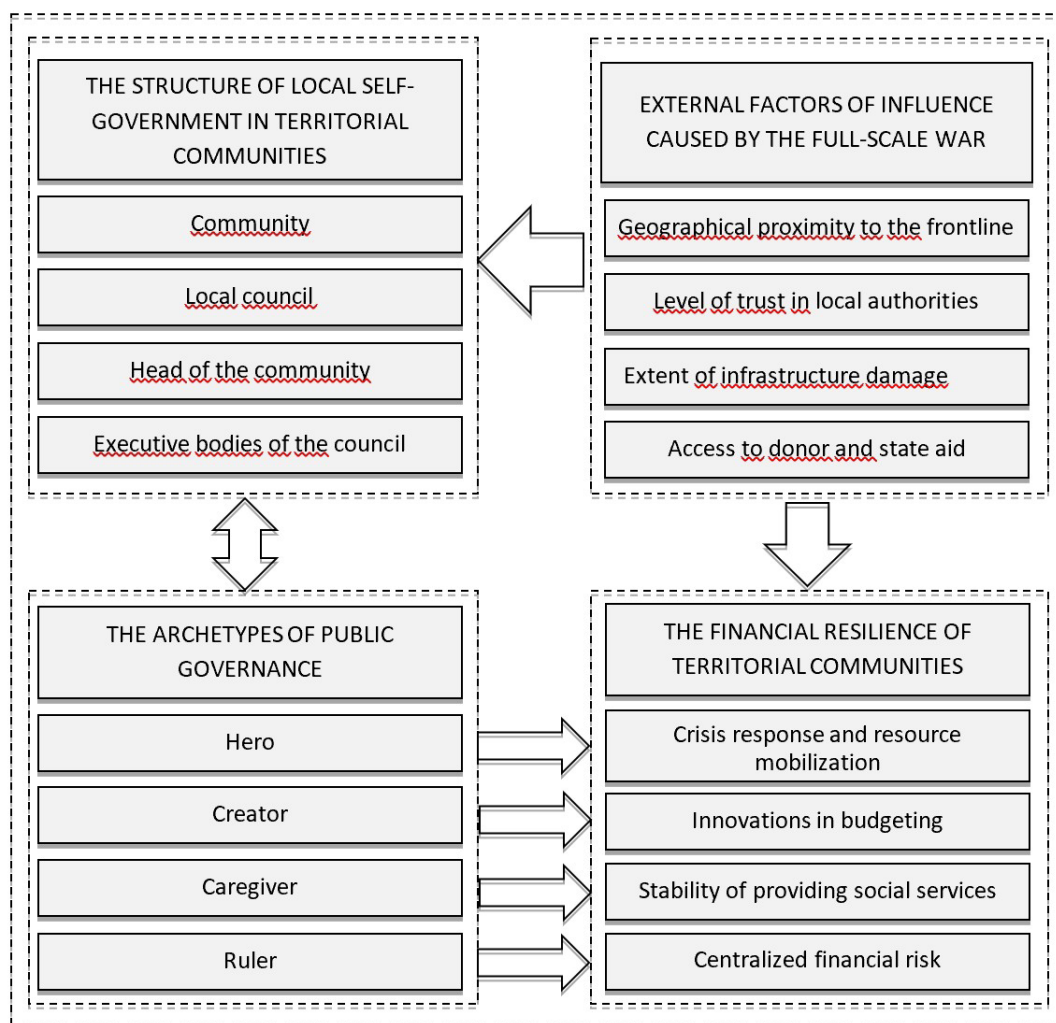 THE STRUCTURE OF LOCAL SELF-
GOVERNMENT IN TERRITORIAL
COMMUNITIES
Community
Local council
Head of the community
Executive bodies of the council
EXTERNAL FACTORS OF INFLUENCE
CAUSED BY THE FULL-SCALE WAR
Geographical proximity to the frontline
Level of trust in local authorities
Extent of infrastructure damage
Access to donor and state aid
THE ARCHETYPES OF PUBLIC
GOVERNANCE
Hero
Creator
Caregiver
Ruler
THE FINANCIAL RESILIENCE OF
TERRITORIAL COMMUNITIES
Crisis response and resource
mobilization
Innovations in budgeting
Stability of providing social services
Centralized financial risk